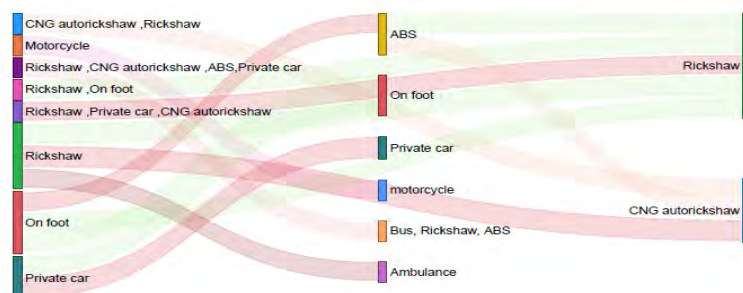 CNG autorickshaw ,Rickshaw
Motorcycle
Rickshaw ,CNG autorickshaw ,ABS,Private car
Rickshaw ,On foot
Rickshaw ,Private car ,CNG autorickshaw
Rickshaw
On foot
Private car
ABS
On foot
Private car
motorcycle
Bus, Rickshaw, ABS
Ambulance
Rickshaw
CNG autorickshaw